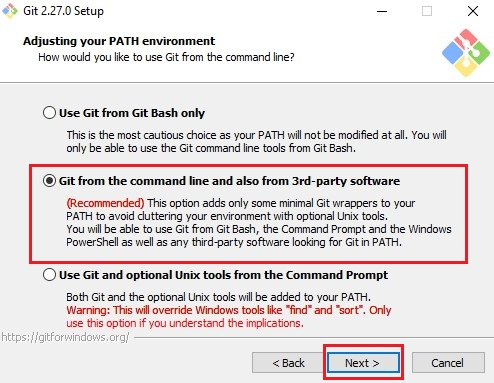 Git 2.27.0 Setup
Adjusting your PATH environment
How would you like to use Git from the command line?
Use Git from Git Bash only
This is the most cautious choice as your PATH will not be modified at all. You will
only be able to use the Git command line tools from Git Bash.
Git from the command line and also from 3rd-party software
(Recommended) This option adds only some minimal Git wrappers to your
PATH to avoid cluttering your environment with optional Unix tools.
You will be able to use Git from Git Bash, the Command Prompt and the Windows
PowerShell as well as any third-party software looking for Git in PATH.
Use Git and optional Unix tools from the Command Prompt
Both Git and the optional Unix tools will be added to your PATH.
Warning: This will override Windows tools like "find" and "sort". Only
use this option if you understand the implications.
https://gitforwindows.org/
< Back
Next >
Cancel